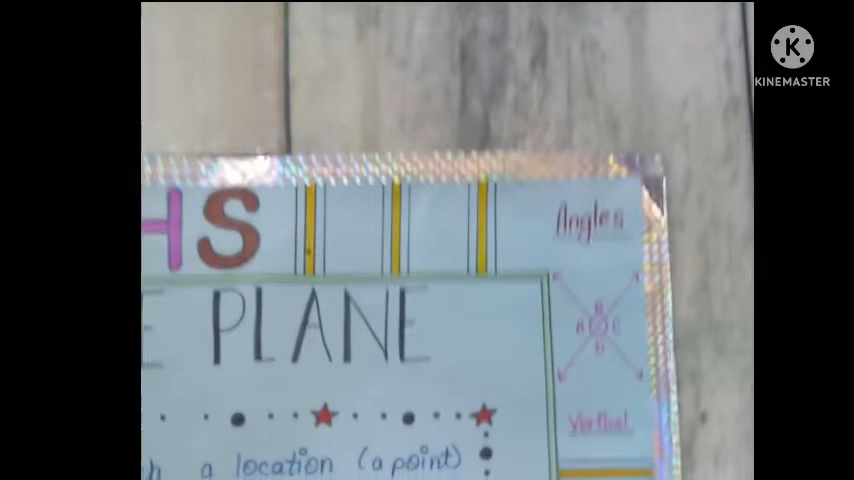 K
KINEMASTER
HS
Angles
E PLANE
B
A C
D
Vertical
h a location (a point)